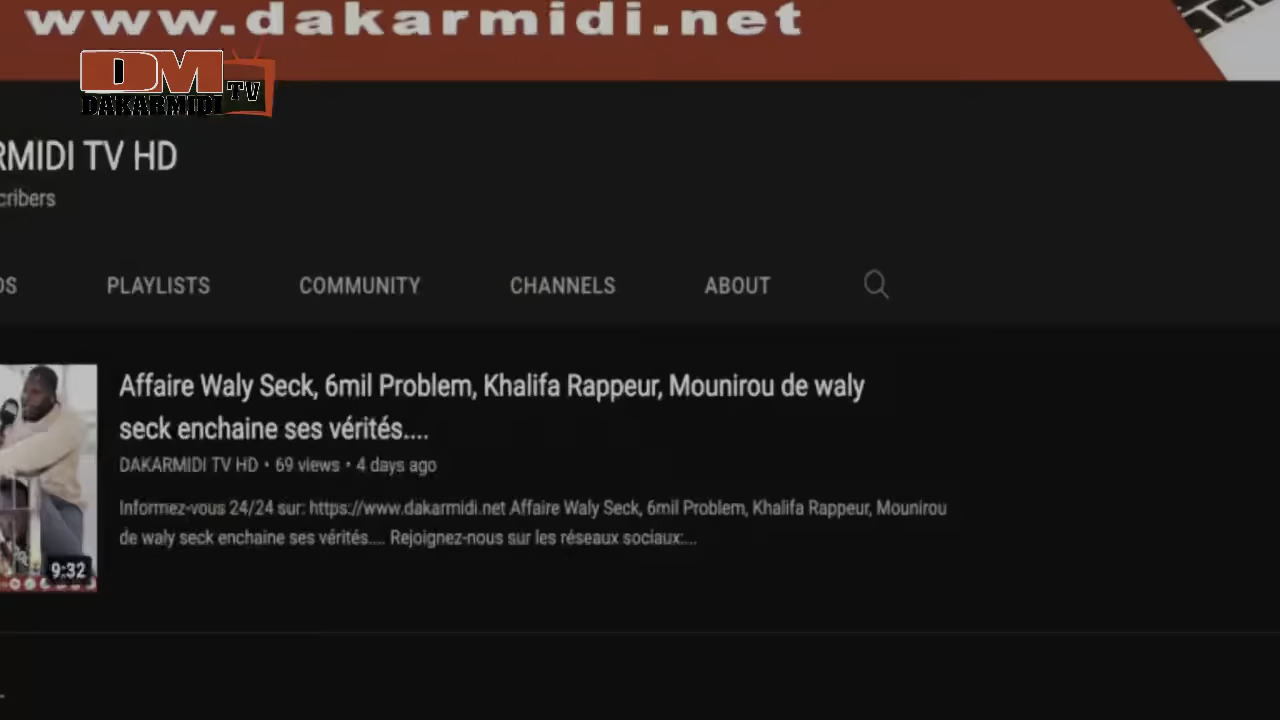 www.dakarmidi.net
DM
DAKARMIDI TV
RMIDI TV HD
cribers
OS PLAYLISTS COMMUNITY CHANNELS ABOUT
Affaire Waly Seck, 6mil Problem, Khalifa Rappeur, Mounirou de waly
seck enchaine ses vérités....
DAKARMIDI TV HD • 69 views • 4 days ago
Informez-vous 24/24 sur: https://www.dakarmidi.net Affaire Waly Seck, 6mil Problem, Khalifa Rappeur, Mounirou
de waly seck enchaine ses vérités.... Rejoignez-nous sur les réseaux sociaux:...
9:32